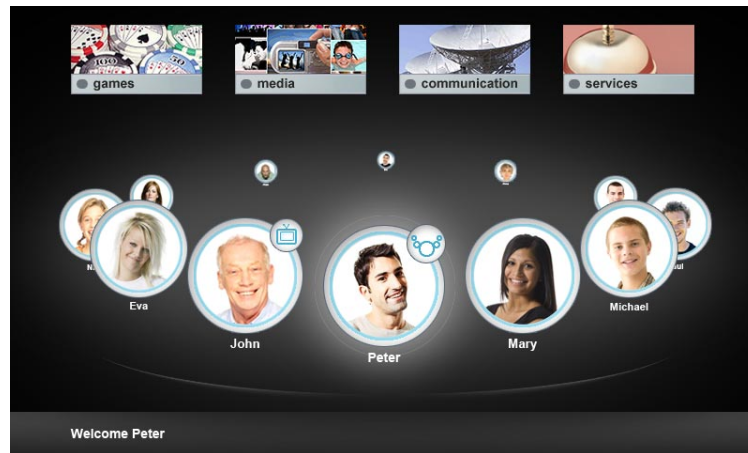 games
media
communication
services
Eva
John
Peter
Mary
Michael
Welcome Peter